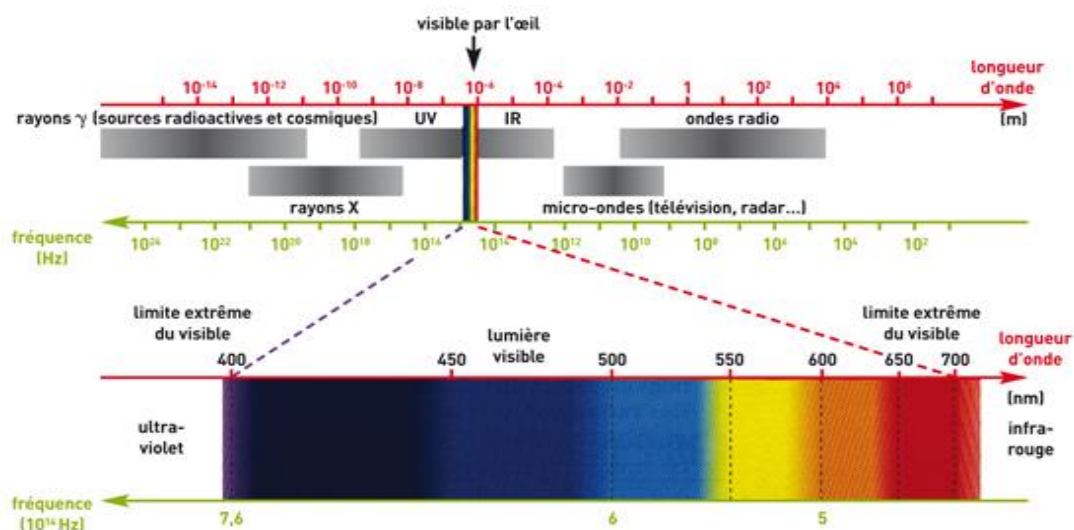 visible par l'œil
10⁻¹⁴ 10⁻¹² 10⁻¹⁰ 10⁻⁸ 10⁻⁶ 10⁻⁴ 10⁻² 1 10² 10⁴ 10⁶ longueur
d'onde
rayons γ (sources radioactives et cosmiques) UV IR ondes radio (m)
rayons X micro-ondes (télévision, radar...)
fréquence
(Hz)
10²⁴ 10²² 10²⁰ 10¹⁸ 10¹⁶ 10¹⁴ 10¹² 10¹⁰ 10⁸ 10⁶ 10⁴ 10²
limite extrême
du visible
lumière
visible
limite extrême
du visible
longueur
d'onde
400 450 500 550 600 650 700
(nm)
ultra-
violet
infra-
rouge
fréquence
(10¹⁴ Hz)
7,6 6 5